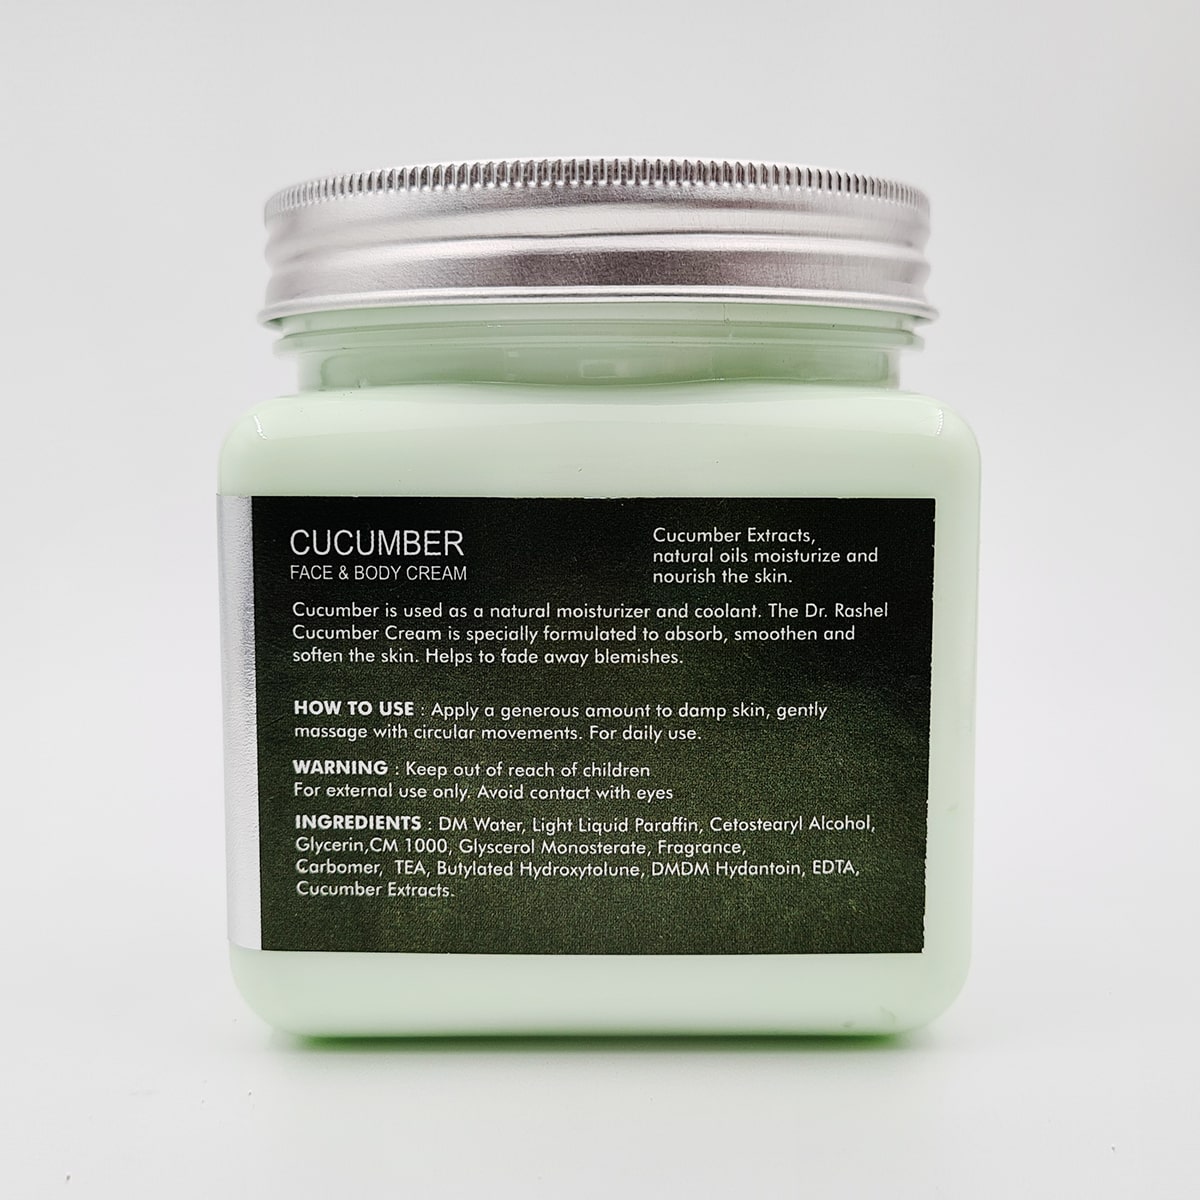 CUCUMBER
FACE & BODY CREAM
Cucumber Extracts,
natural oils moisturize and
nourish the skin.
Cucumber is used as a natural moisturizer and coolant. The Dr. Rashel
Cucumber Cream is specially formulated to absorb, smoothen and
soften the skin. Helps to fade away blemishes.
HOW TO USE : Apply a generous amount to damp skin, gently
massage with circular movements. For daily use.
WARNING : Keep out of reach of children
For external use only. Avoid contact with eyes
INGREDIENTS : DM Water, Light Liquid Paraffin, Cetostearyl Alcohol,
Glycerin,CM 1000, Glyscerol Monosterate, Fragrance,
Carbomer, TEA, Butylated Hydroxytolune, DMDM Hydantoin, EDTA,
Cucumber Extracts.